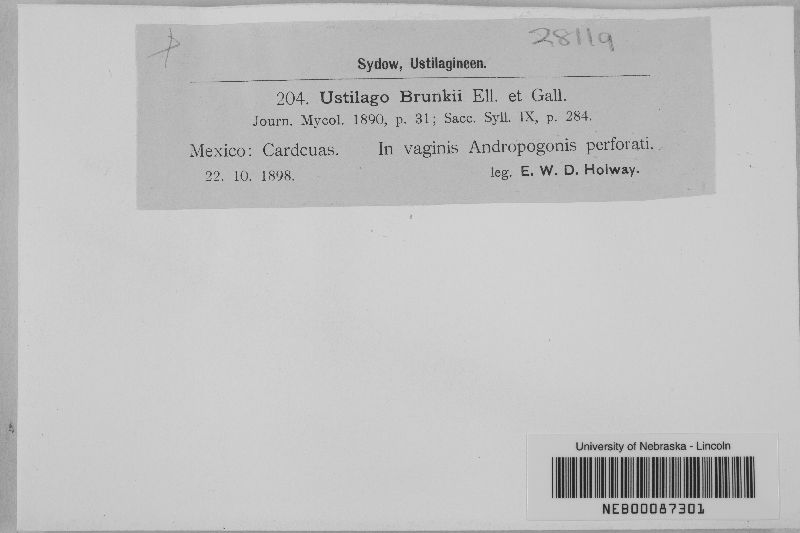 28119
Sydow, Ustilagineen.
204. Ustilago Brunkii Ell. et Gall.
Journ. Mycol. 1890, p. 31; Sacc. Syll. IX, p. 284.
Mexico: Cardcuas. In vaginis Andropogonis perforati.
22. 10. 1898. leg. E. W. D. Holway.
University of Nebraska - Lincoln
NEB00087301